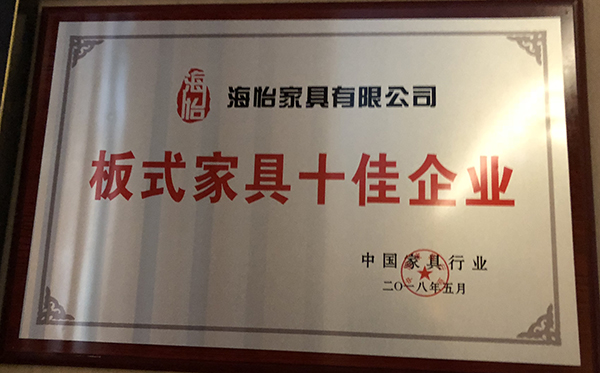 海怡 海怡家具有限公司
板式家具十佳企业
中国家具行业
二〇一八年五月